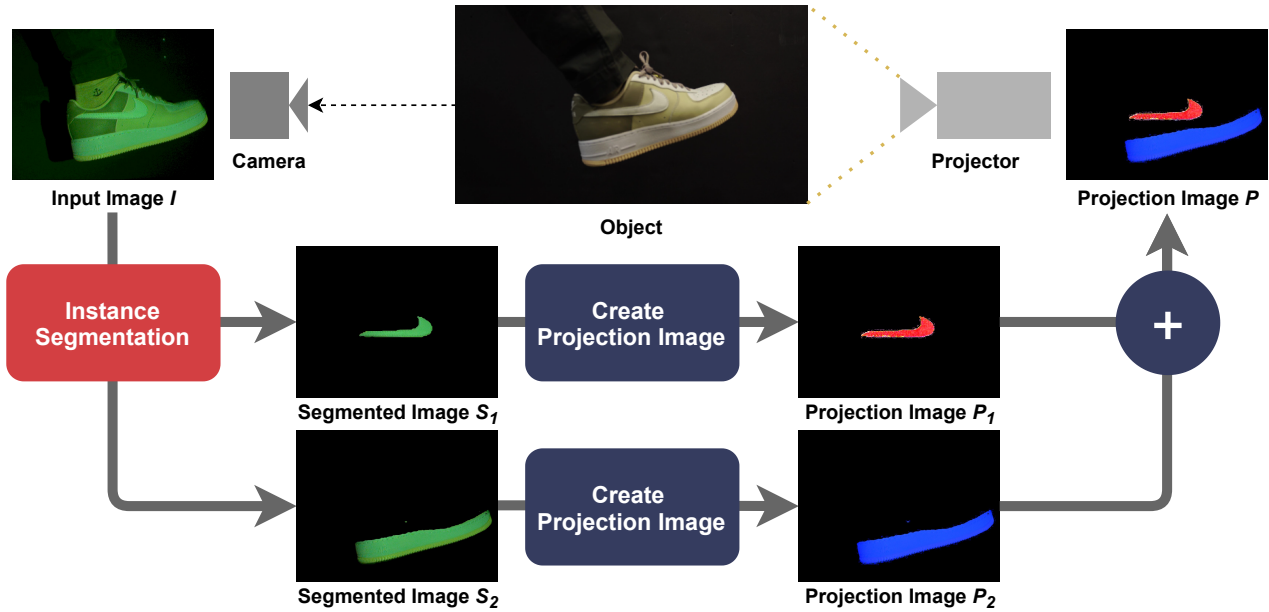 Input Image I
Camera
Object
Projector
Projection Image P
Instance
Segmentation
Segmented Image S1
Create
Projection Image
Projection Image P1
+
Segmented Image S2
Create
Projection Image
Projection Image P2